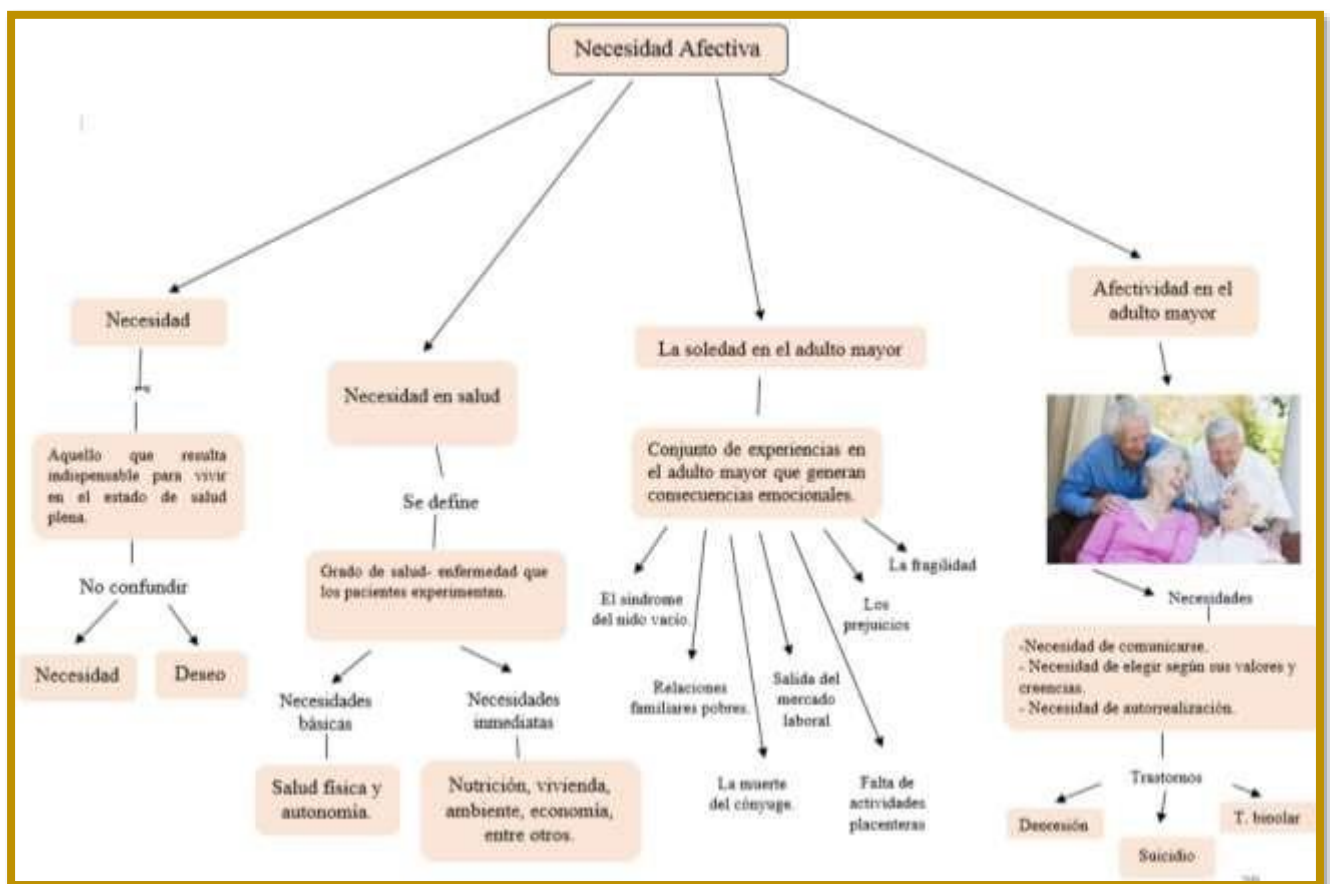 Necesidad Afectiva
Necesidad
Aquello que resulta
indispensable para vivir
en el estado de salud
plena.
No confundir
Necesidad
Deseo
Necesidad en salud
Se define
Grado de salud- enfermedad que
los pacientes experimentan.
Necesidades
básicas
Salud física y
autonomía.
Necesidades
inmediatas
Nutrición, vivienda,
ambiente, economía,
entre otros.
La soledad en el adulto mayor
Conjunto de experiencias en
el adulto mayor que generan
consecuencias emocionales.
El síndrome
del nido vacío.
Relaciones
familiares pobres.
La muerte
del cónyuge.
Salida del
mercado
laboral
Falta de
actividades
placenteras
Los
prejuicios
La fragilidad
Afectividad en el
adulto mayor
Necesidades
-Necesidad de comunicarse.
- Necesidad de elegir según sus valores y
creencias.
- Necesidad de autorrealización.
Trastornos
Depresión
Suicidio
T. bipolar